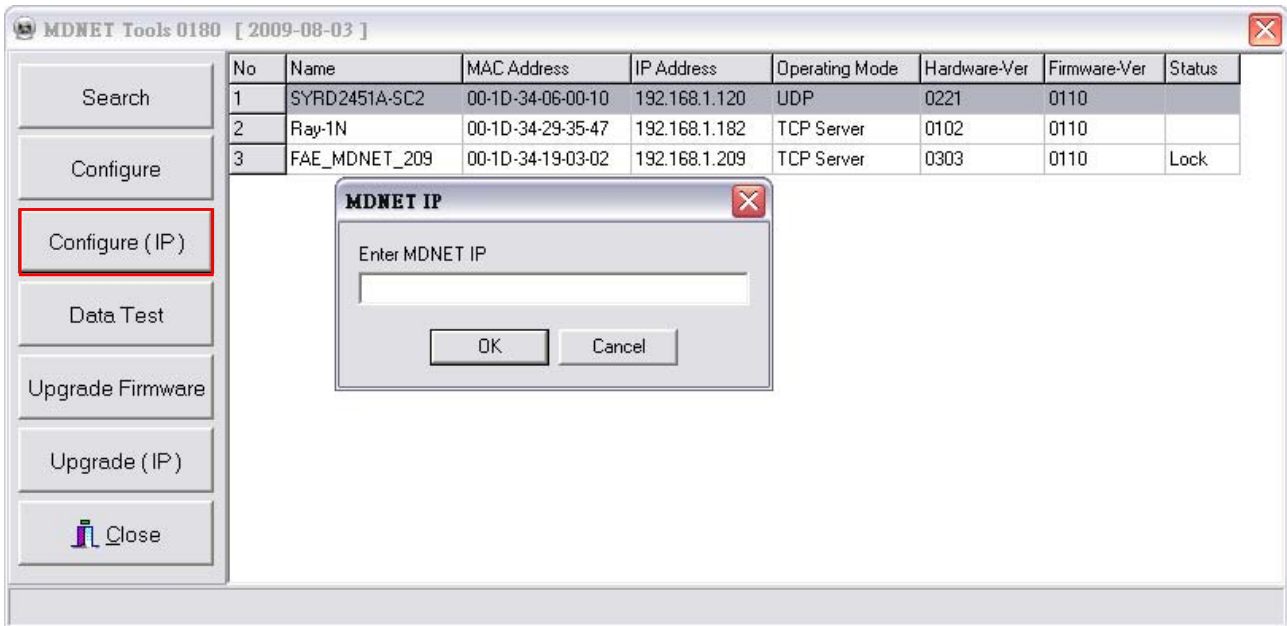 MDNET Tools 0180 [ 2009-08-03 ]
Search
Configure
Configure ( IP )
Data Test
Upgrade Firmware
Upgrade ( IP )
Close
No Name MAC Address IP Address Operating Mode Hardware-Ver Firmware-Ver Status
1 SYRD2451A-SC2 00-1D-34-06-00-10 192.168.1.120 UDP 0221 0110
2 Ray-1N 00-1D-34-29-35-47 192.168.1.182 TCP Server 0102 0110
3 FAE_MDNET_209 00-1D-34-19-03-02 192.168.1.209 TCP Server 0303 0110 Lock
MDNET IP
Enter MDNET IP
OK Cancel